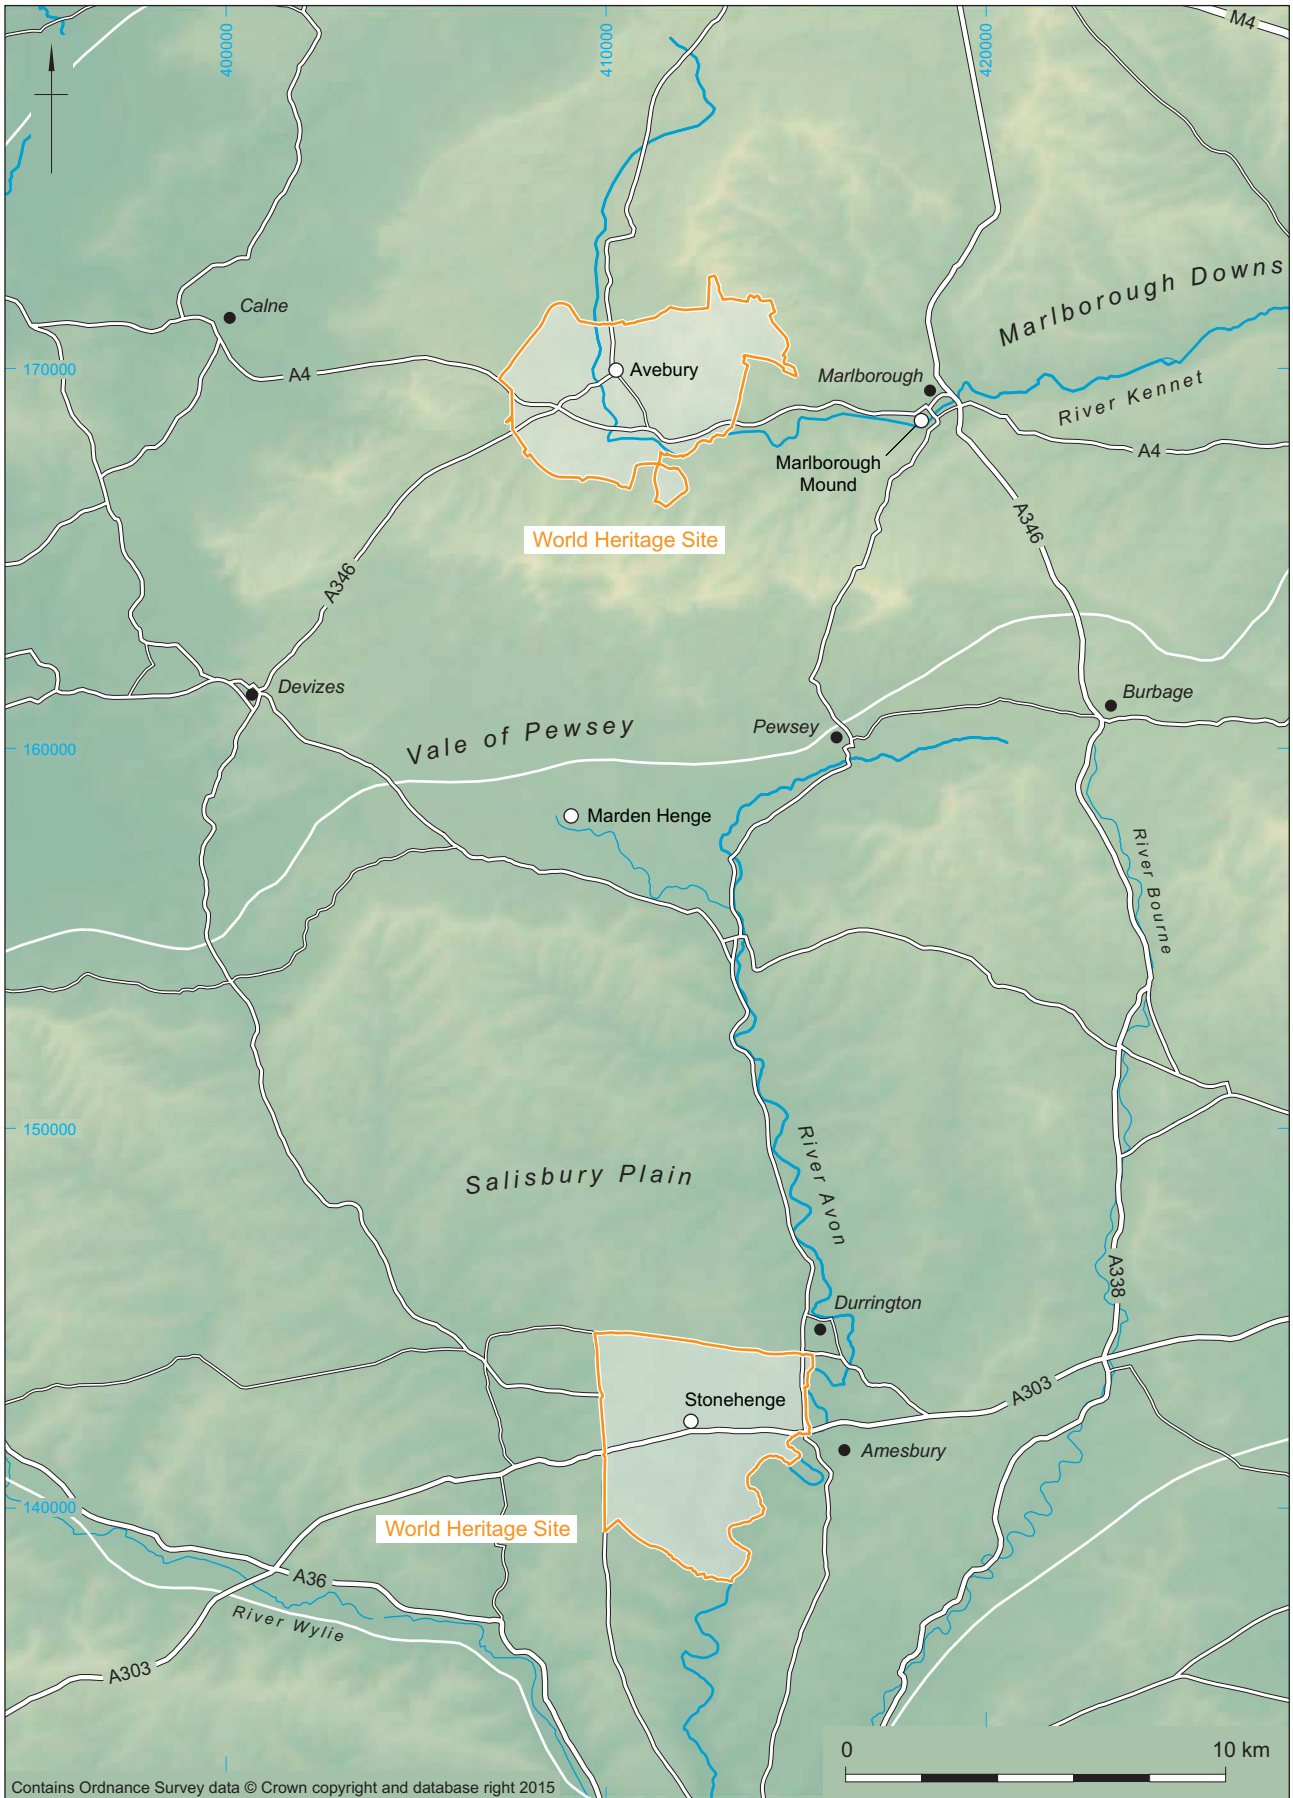 400000
410000
420000
M4
Marlborough Downs
Calne
170000
A4
Avebury
Marlborough
River Kennet
Marlborough
Mound
A4
A346
World Heritage Site
A346
Devizes
Burbage
Vale of Pewsey
Pewsey
160000
Marden Henge
River Bourne
150000
River Avon
Salisbury Plain
A338
Durrington
A303
Stonehenge
Amesbury
140000
World Heritage Site
A36
River Wylie
A303
0
10 km
Contains Ordnance Survey data © Crown copyright and database right 2015